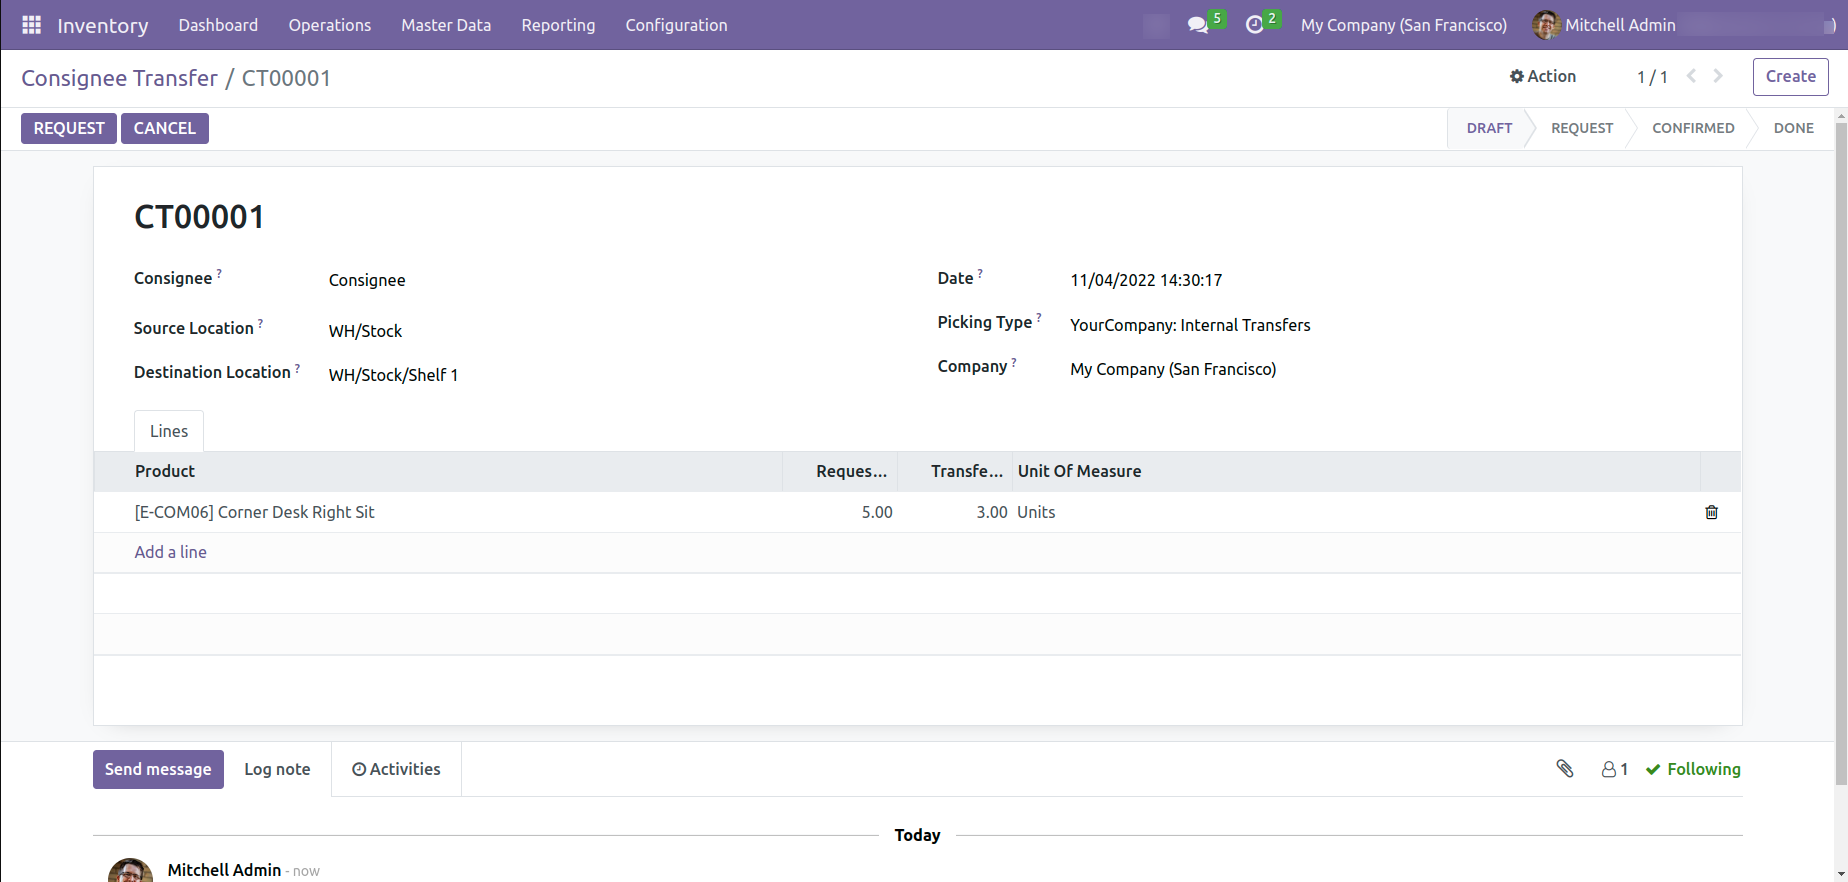 Inventory Dashboard Operations Master Data Reporting Configuration 5 2 My Company (San Francisco) Mitchell Admin )
Consignee Transfer / CT00001 Action 1 / 1 Create
REQUEST CANCEL DRAFT REQUEST CONFIRMED DONE
CT00001
Consignee ? Consignee Date ? 11/04/2022 14:30:17
Source Location ? WH/Stock Picking Type ? YourCompany: Internal Transfers
Destination Location ? WH/Stock/Shelf 1 Company ? My Company (San Francisco)
Lines
Product Reques... Transfe... Unit Of Measure
[E-COM06] Corner Desk Right Sit 5.00 3.00 Units
Add a line
Send message Log note Activities 1 Following
Today
Mitchell Admin - now